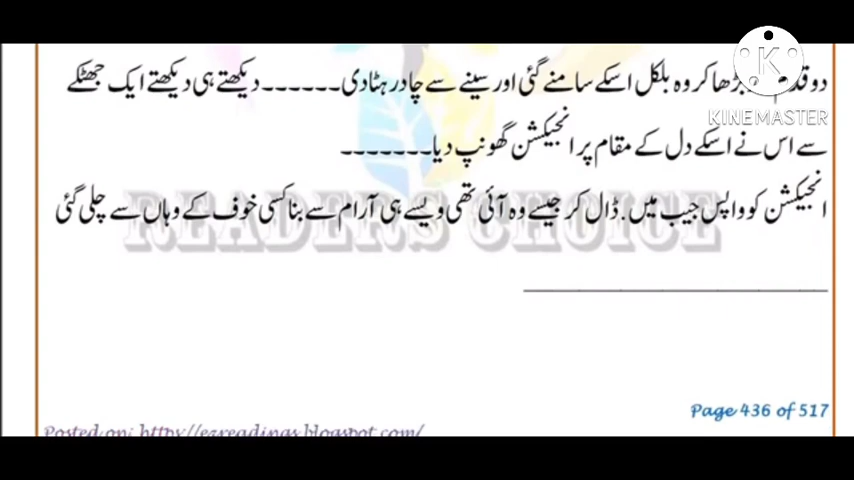 KINEMASTER
دو قدم بڑھا کر وہ بلکل اسکے سامنے گئی اور سینے سے چادر ہٹا دی ۔۔۔۔۔۔۔ دیکھتے ہی دیکھتے ایک جھٹکے
سے اس نے اسکے دل کے مقام پر انجیکشن گھونپ دیا۔۔۔۔۔۔۔
انجیکشن کو واپس جیب میں . ڈال کر جیسے وہ آئی تھی ویسے ہی آرام سے بنا کسی خوف کے وہاں سے چلی گئی
READERS CHOICE
Page 436 of 517
Posted on: http://ezreadings.blogspot.com/